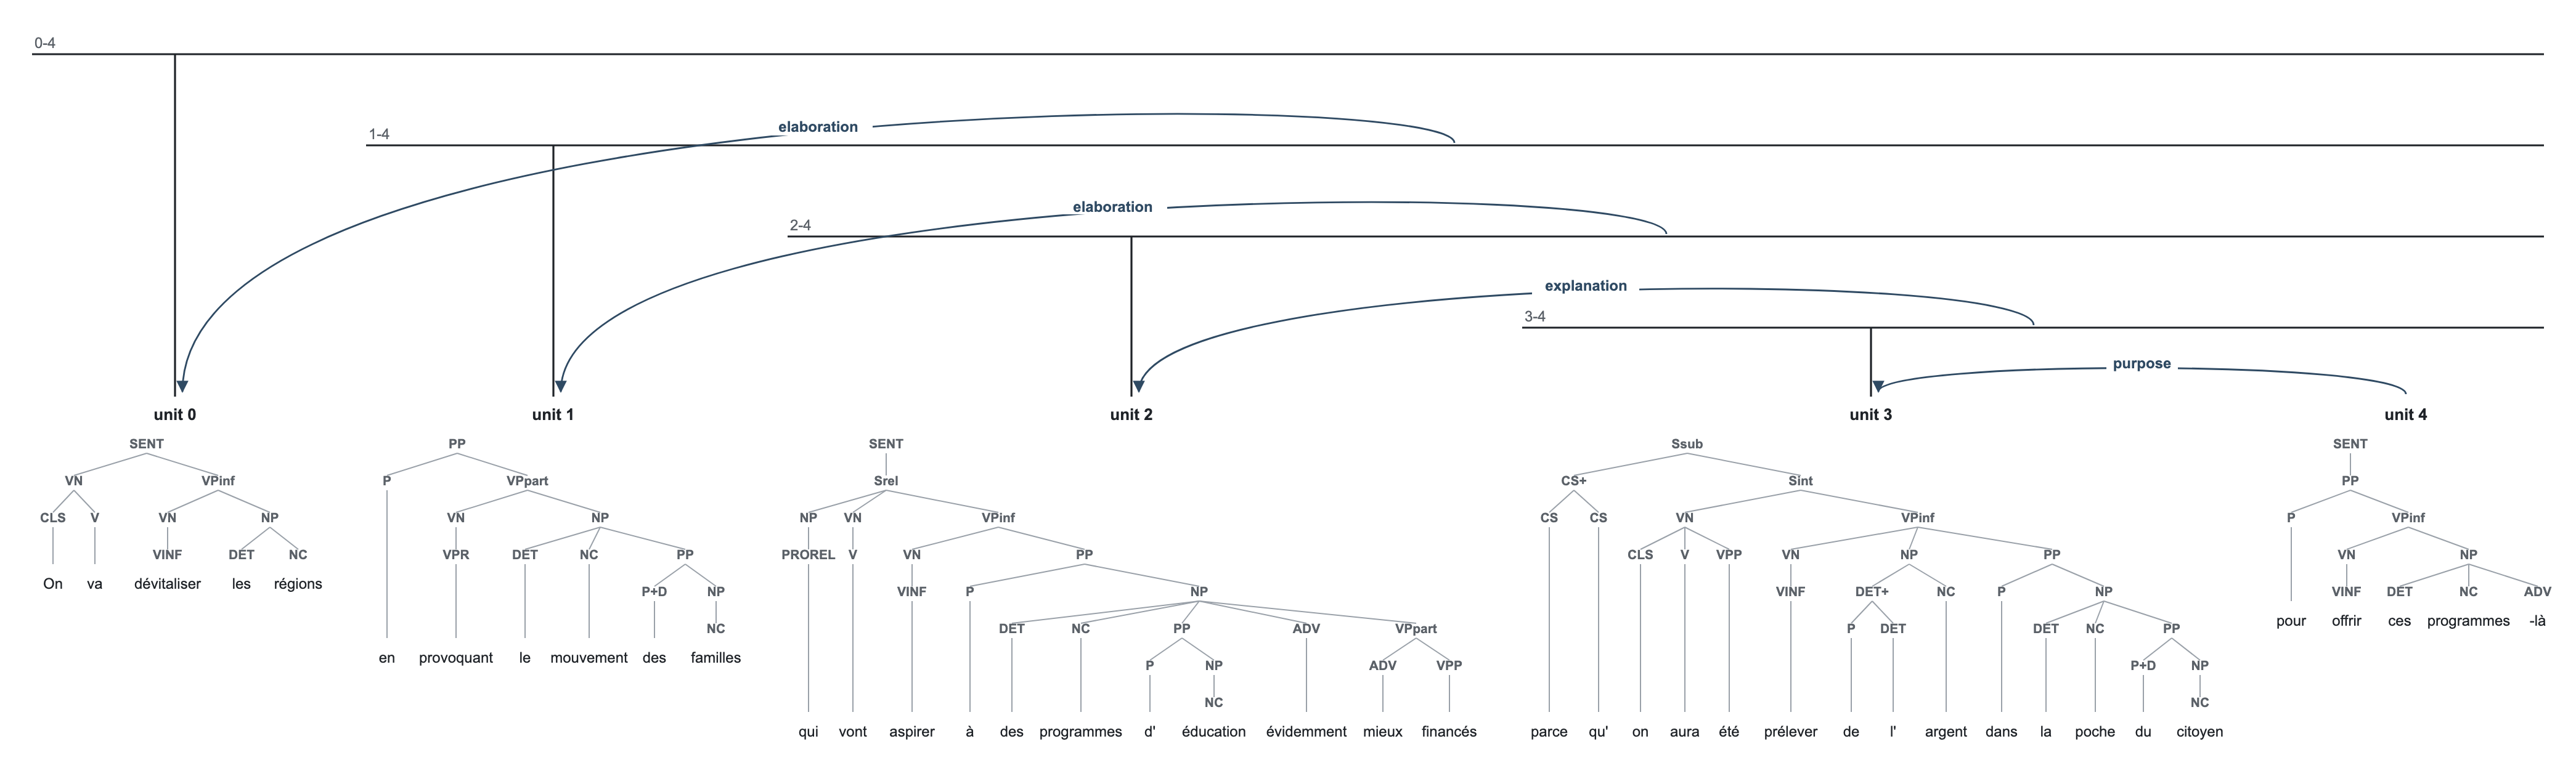 0-4
elaboration
1-4
elaboration
2-4
explanation
3-4
purpose
unit 0 unit 1 unit 2 unit 3 unit 4
SENT PP SENT Ssub SENT
VN VPinf P VPpart Srel CS+ Sint PP
CLS V VN NP VN NP NP VN VPinf CS CS VN VPinf P VPinf
VINF DET NC VPR DET NC PP PROREL V VN PP CLS V VPP VN NP PP VN NP
On va dévitaliser les régions
P+D NP VINF P NP VINF DET+ NC P NP VINF DET NC ADV
pour offrir ces programmes -là
NC DET NC PP ADV VPpart P DET DET NC PP
en provoquant le mouvement des familles
P NP ADV VPP P+D NP
NC NC
qui vont aspirer à des programmes d' éducation évidemment mieux financés parce qu' on aura été prélever de l' argent dans la poche du citoyen